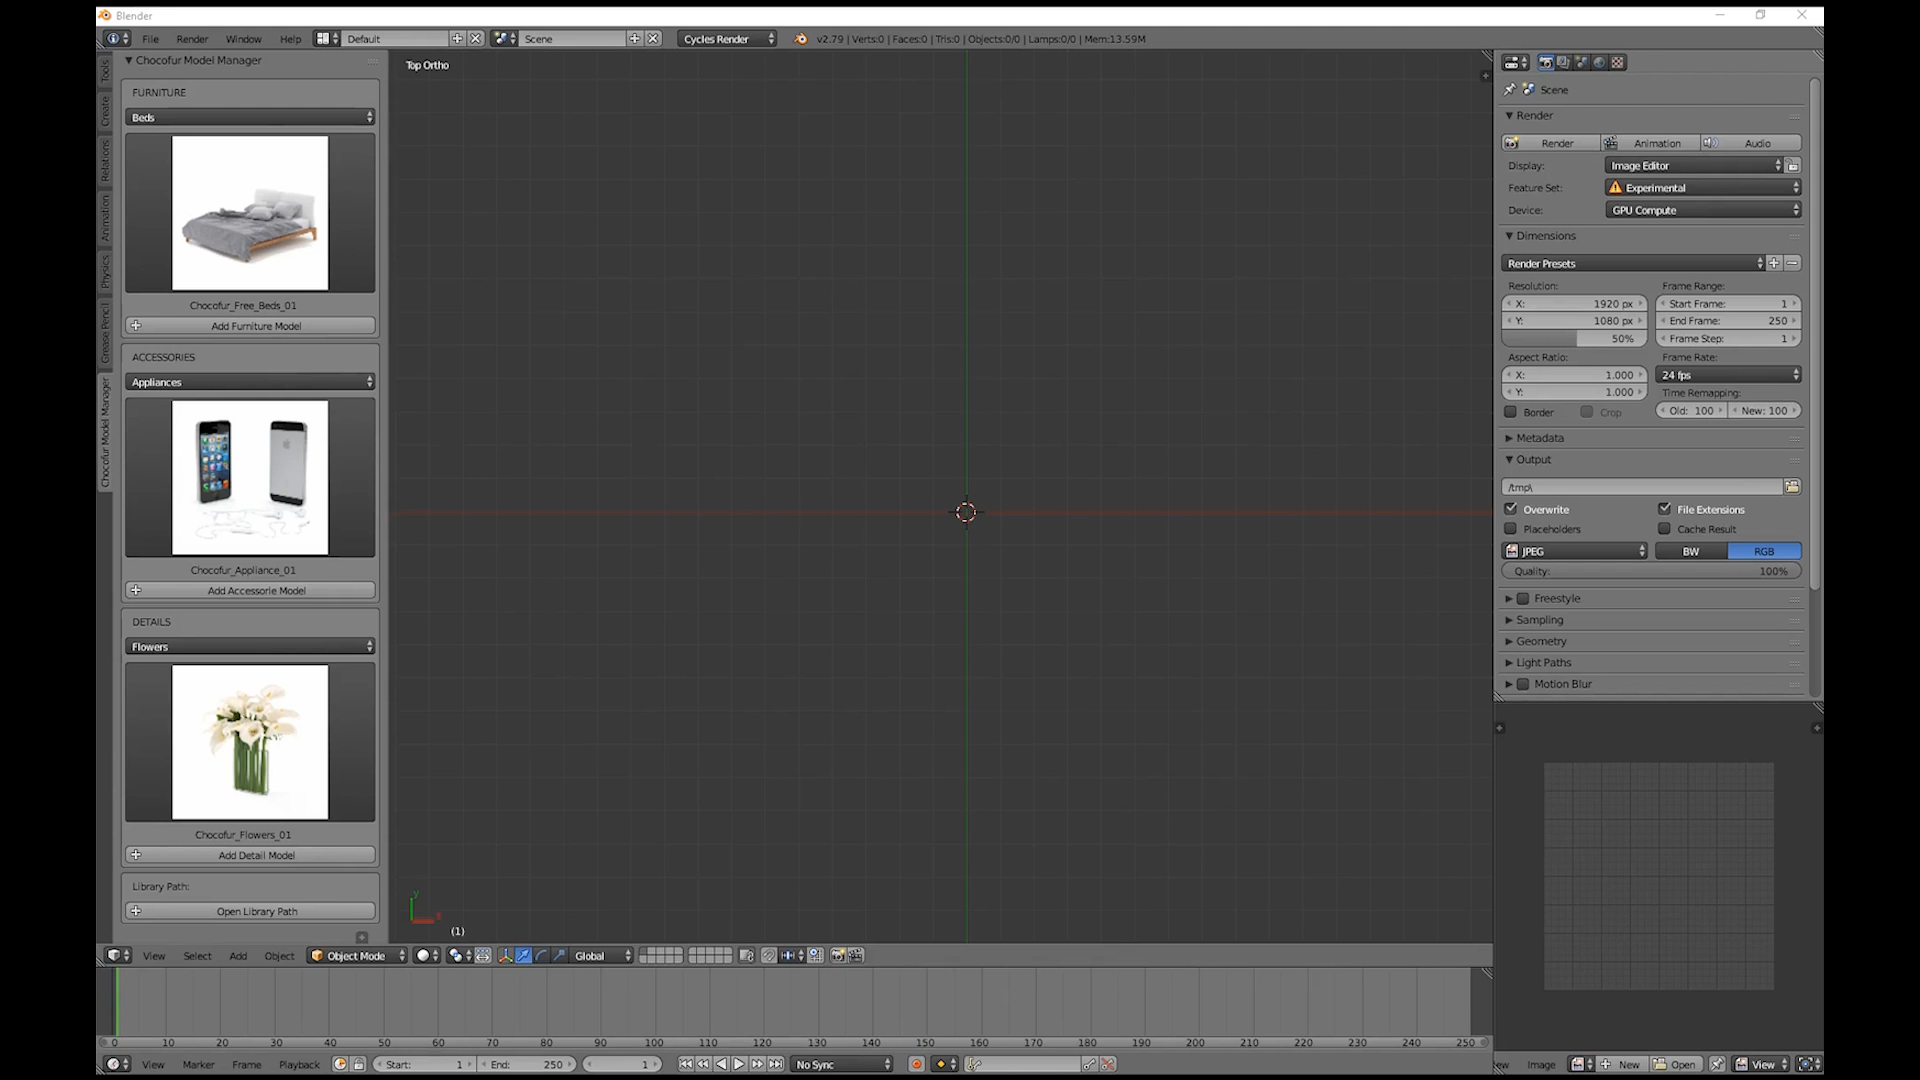 Blender
File Render Window Help Default Scene Cycles Render v2.79 | Verts:0 | Faces:0 | Tris:0 | Objects:0/0 | Lamps:0/0 | Mem:13.59M
Tools
Create
Relations
Animation
Physics
Grease Pencil
Chocofur Model Manager
Chocofur Model Manager
FURNITURE
Beds
Chocofur_Free_Beds_01
Add Furniture Model
ACCESSORIES
Appliances
Chocofur_Appliance_01
Add Accessorie Model
DETAILS
Flowers
Chocofur_Flowers_01
Add Detail Model
Library Path:
Open Library Path
Top Ortho
y
(1)
View Select Add Object Object Mode Global
0 10 20 30 40 50 60 70 80 90 100 110 120 130 140 150 160 170 180 190 200 210 220 230 240 250
View Marker Frame Playback Start: 1 End: 250 1 No Sync
Scene
Render
Render Animation Audio
Display: Image Editor
Feature Set: Experimental
Device: GPU Compute
Dimensions
Render Presets
Resolution: Frame Range:
X: 1920 px Start Frame: 1
Y: 1080 px End Frame: 250
50% Frame Step: 1
Aspect Ratio: Frame Rate:
X: 1.000 24 fps
Y: 1.000 Time Remapping:
Border Crop Old: 100 New: 100
Metadata
Output
/tmp\
Overwrite File Extensions
Placeholders Cache Result
JPEG BW RGB
Quality: 100%
Freestyle
Sampling
Geometry
Light Paths
Motion Blur
ew Image New Open View